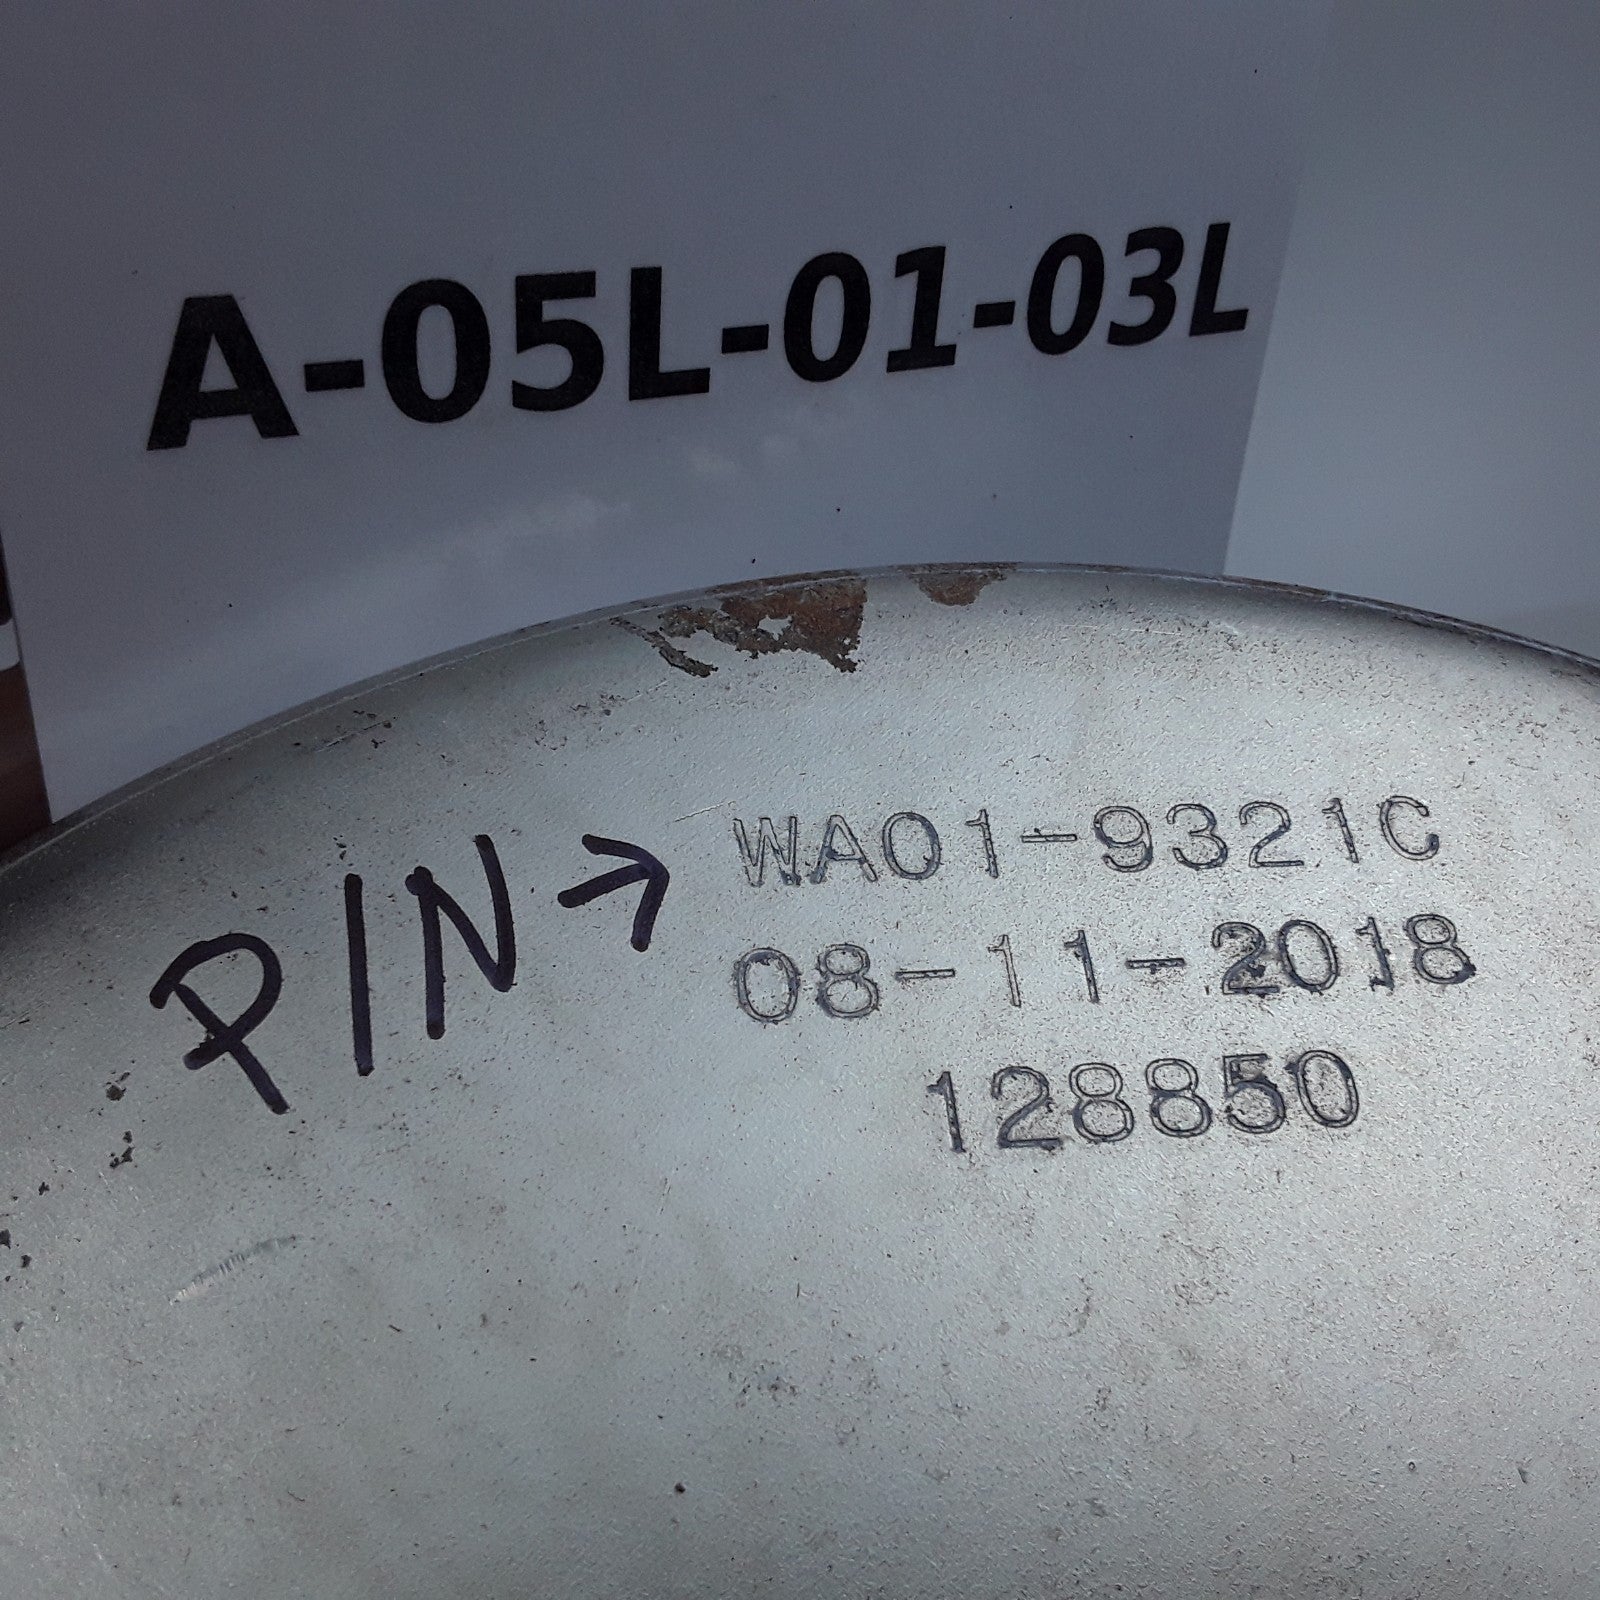 A-05L-01-03L
P/N → WA01-9321C
08-11-2018
128850